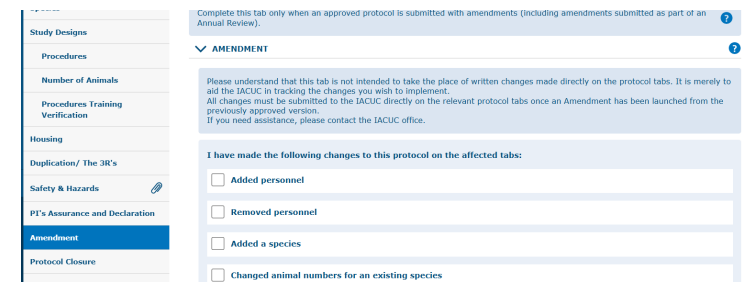 Complete this tab only when an approved protocol is submitted with amendments (including amendments submitted as part of an
Annual Review).
?
Study Designs
Procedures
Number of Animals
Procedures Training
Verification
Housing
Duplication/ The 3R's
Safety & Hazards
PI's Assurance and Declaration
Amendment
Protocol Closure
AMENDMENT
?
Please understand that this tab is not intended to take the place of written changes made directly on the protocol tabs. It is merely to
aid the IACUC in tracking the changes you wish to implement.
All changes must be submitted to the IACUC directly on the relevant protocol tabs once an Amendment has been launched from the
previously approved version.
If you need assistance, please contact the IACUC office.
I have made the following changes to this protocol on the affected tabs:
Added personnel
Removed personnel
Added a species
Changed animal numbers for an existing species